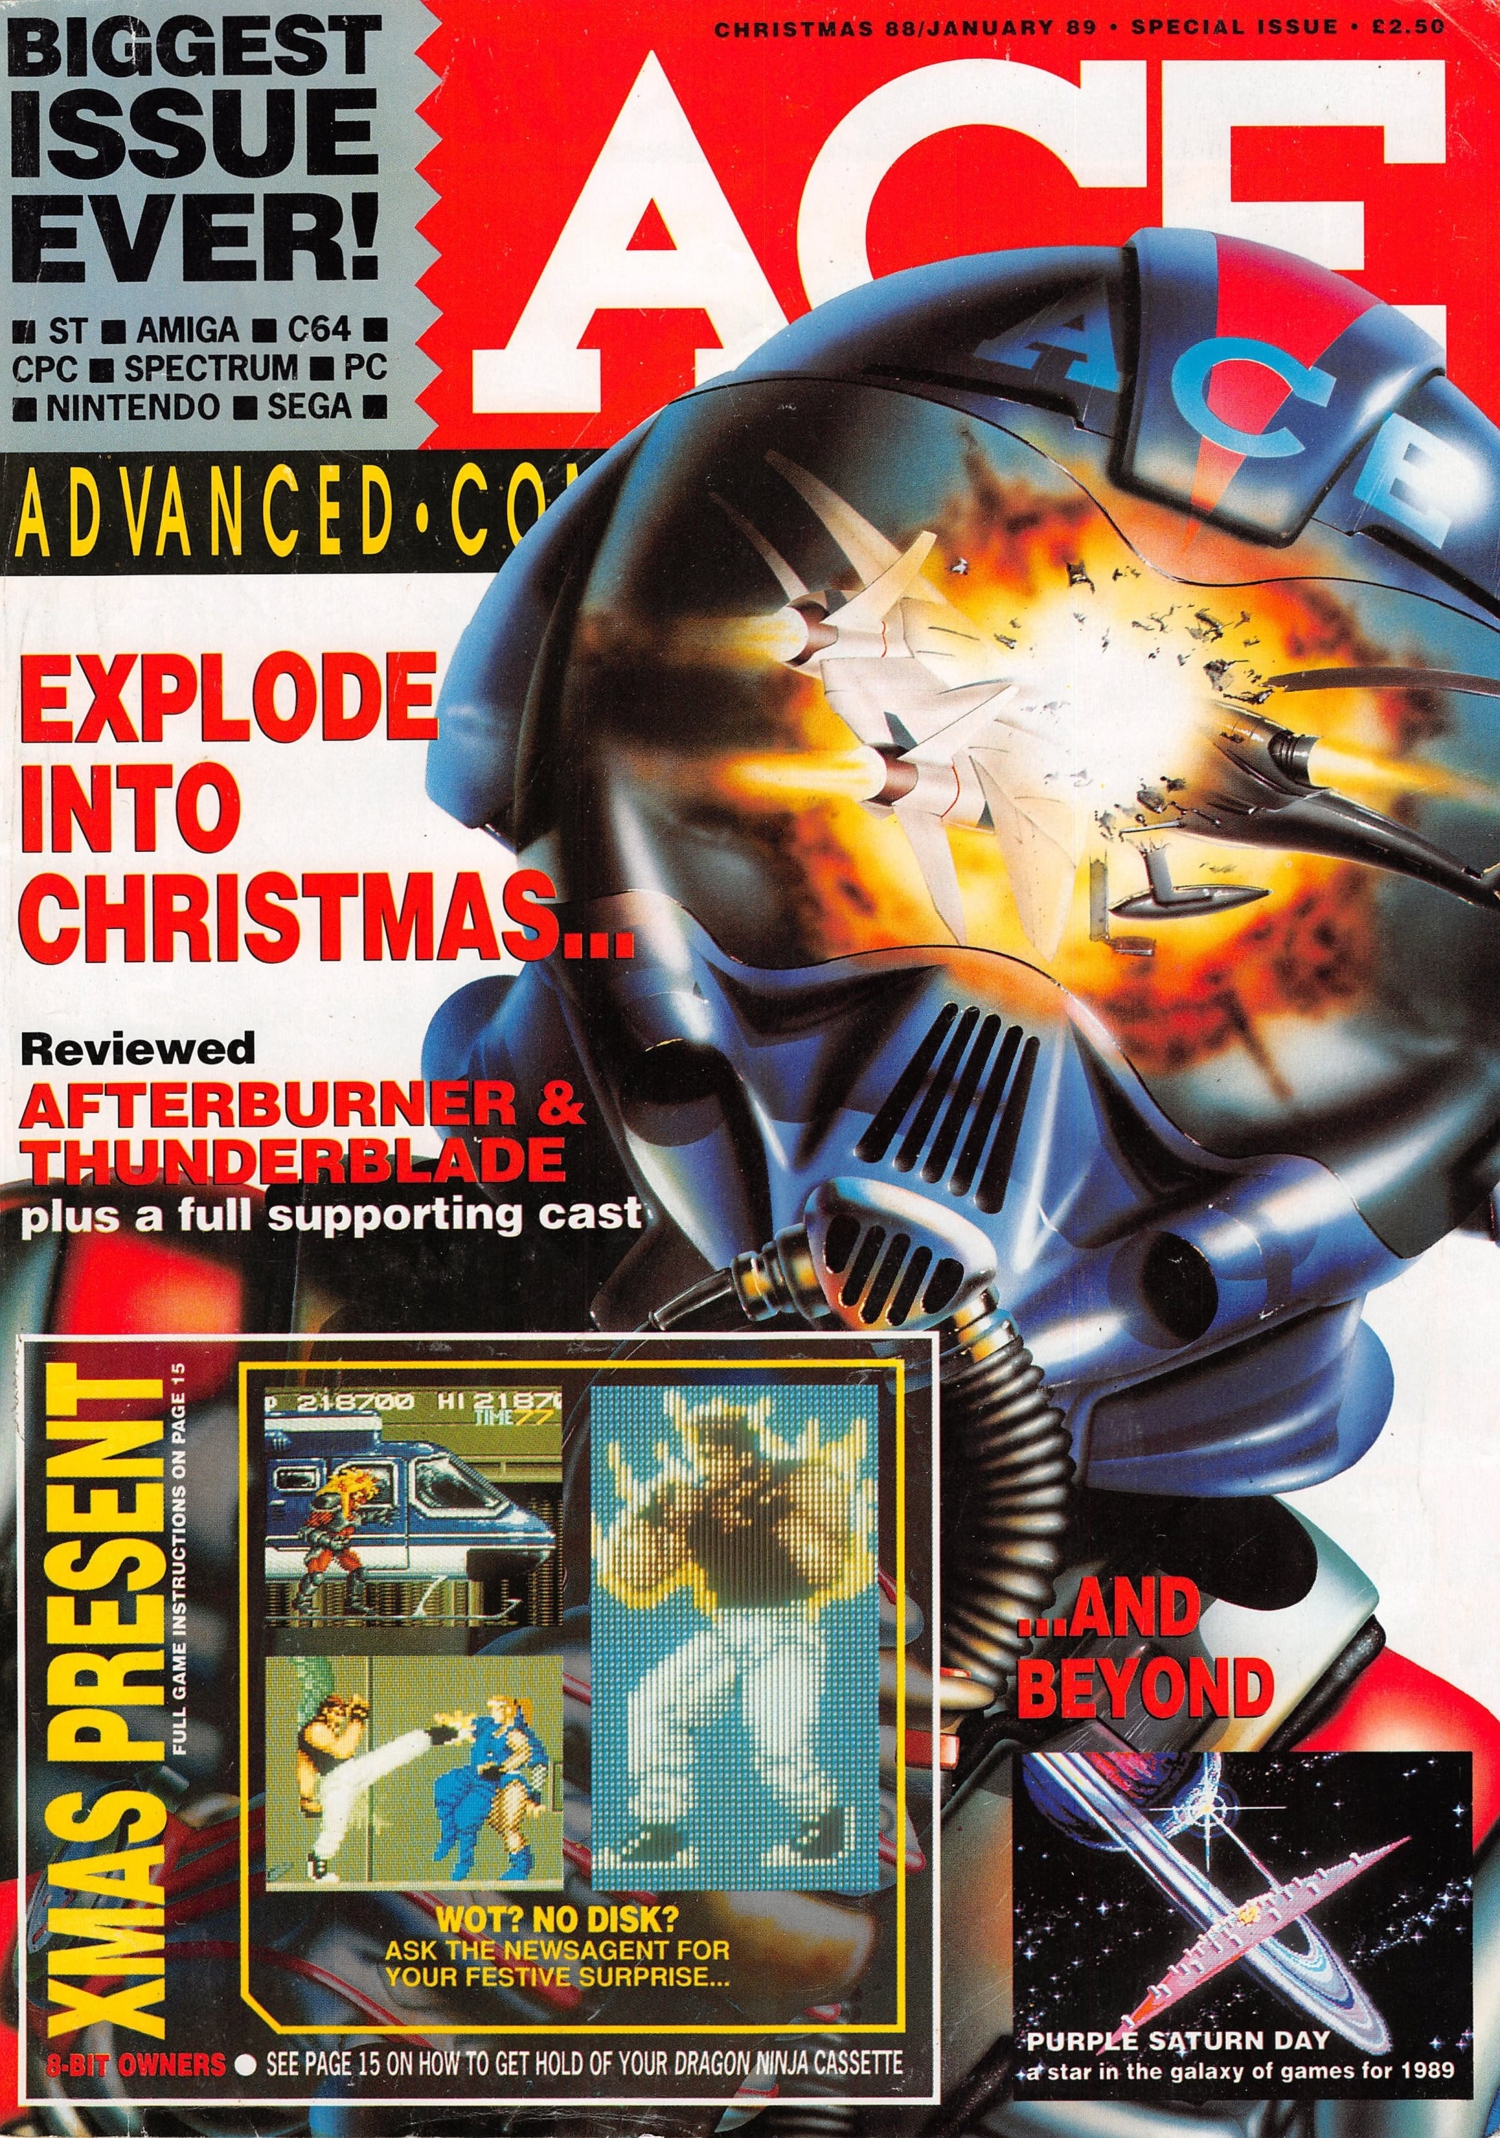 BIGGEST
ISSUE
EVER!
■ ST ■ AMIGA ■ C64 ■
CPC ■ SPECTRUM ■ PC
■ NINTENDO ■ SEGA ■
CHRISTMAS 88/JANUARY 89 • SPECIAL ISSUE • £2.50
ACE
ACE
ADVANCED•CO
EXPLODE
INTO
CHRISTMAS...
Reviewed
AFTERBURNER &
THUNDERBLADE
plus a full supporting cast
XMAS PRESENT
FULL GAME INSTRUCTIONS ON PAGE 15
P 218700 HI 2187
TIME 77
WOT? NO DISK?
ASK THE NEWSAGENT FOR
YOUR FESTIVE SURPRISE...
8-BIT OWNERS ● SEE PAGE 15 ON HOW TO GET HOLD OF YOUR DRAGON NINJA CASSETTE
...AND
BEYOND
PURPLE SATURN DAY
a star in the galaxy of games for 1989